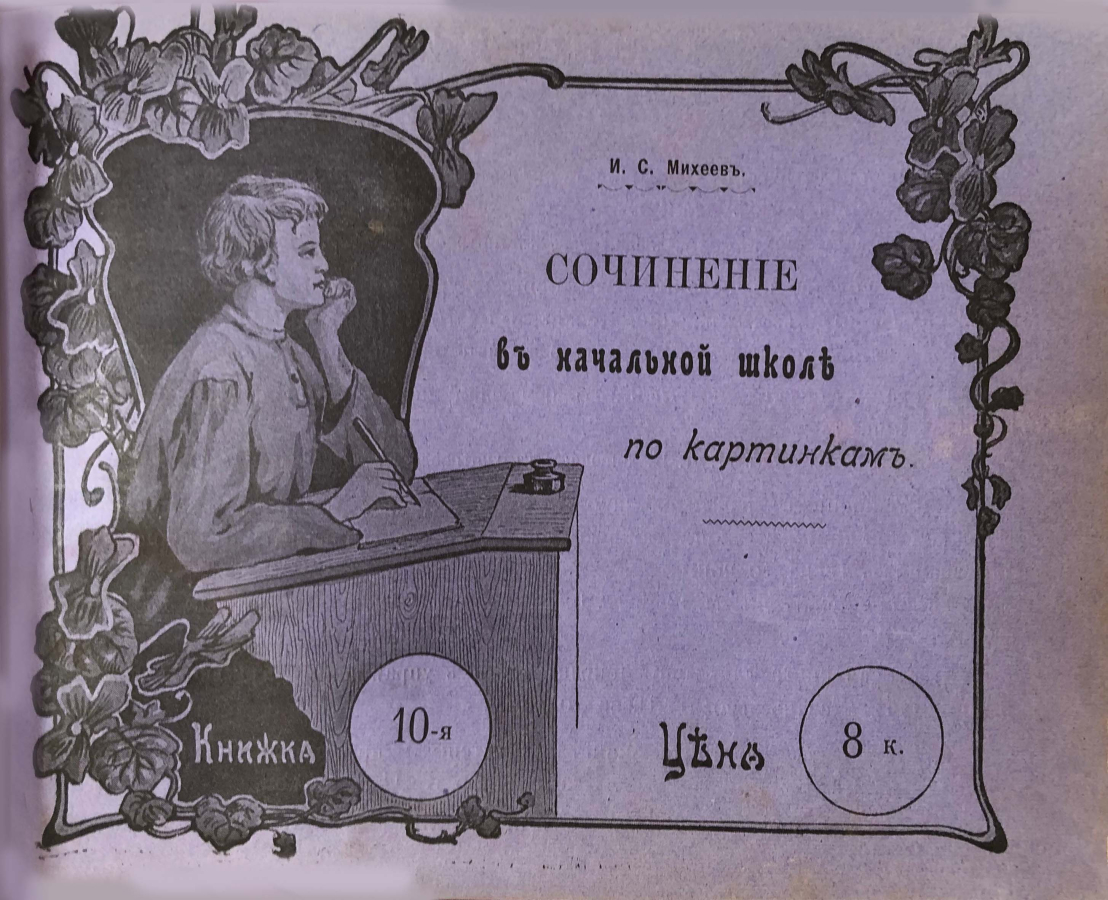 И. С. Михеевъ.
СОЧИНЕНІЕ
въ начальной школѣ
по картинкамъ.
Книжка 10-я
Цѣна 8 к.